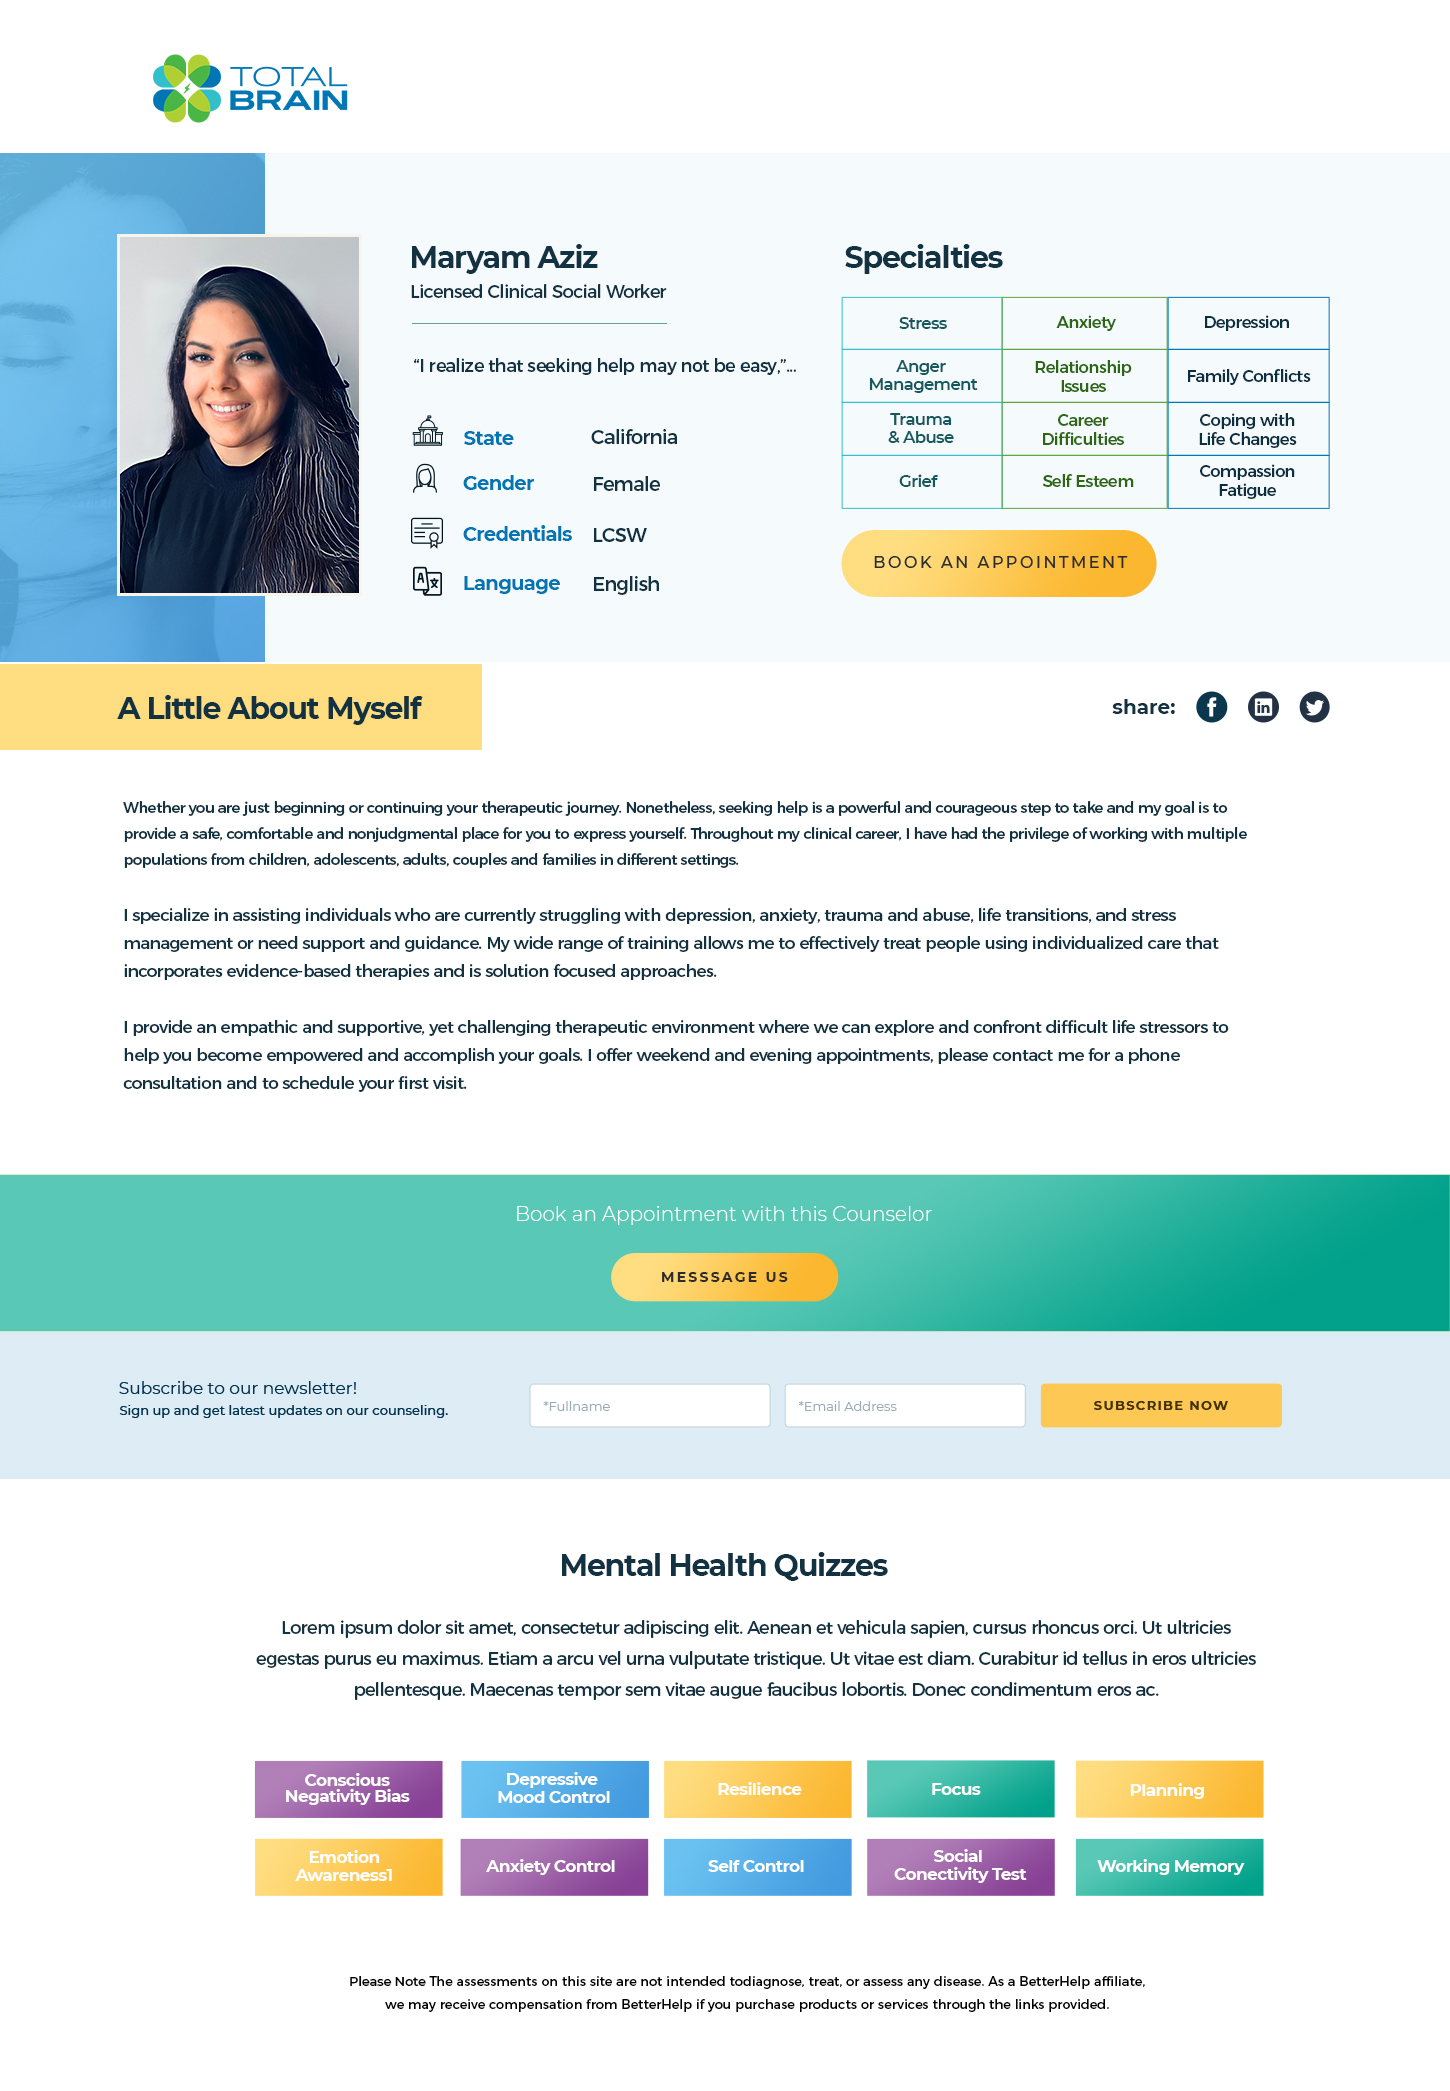 TOTAL
BRAIN
Maryam Aziz
Licensed Clinical Social Worker
“I realize that seeking help may not be easy,”...
State California
Gender Female
Credentials LCSW
Language English
Specialties
Stress Anxiety Depression
Anger
Management
Relationship
Issues
Family Conflicts
Trauma
& Abuse
Career
Difficulties
Coping with
Life Changes
Grief Self Esteem
Compassion
Fatigue
BOOK AN APPOINTMENT
A Little About Myself
share:
Whether you are just beginning or continuing your therapeutic journey. Nonetheless, seeking help is a powerful and courageous step to take and my goal is to
provide a safe, comfortable and nonjudgmental place for you to express yourself. Throughout my clinical career, I have had the privilege of working with multiple
populations from children, adolescents, adults, couples and families in different settings.
I specialize in assisting individuals who are currently struggling with depression, anxiety, trauma and abuse, life transitions, and stress
management or need support and guidance. My wide range of training allows me to effectively treat people using individualized care that
incorporates evidence-based therapies and is solution focused approaches.
I provide an empathic and supportive, yet challenging therapeutic environment where we can explore and confront difficult life stressors to
help you become empowered and accomplish your goals. I offer weekend and evening appointments, please contact me for a phone
consultation and to schedule your first visit.
Book an Appointment with this Counselor
MESSSAGE US
Subscribe to our newsletter!
Sign up and get latest updates on our counseling.
*Fullname
*Email Address
SUBSCRIBE NOW
Mental Health Quizzes
Lorem ipsum dolor sit amet, consectetur adipiscing elit. Aenean et vehicula sapien, cursus rhoncus orci. Ut ultricies
egestas purus eu maximus. Etiam a arcu vel urna vulputate tristique. Ut vitae est diam. Curabitur id tellus in eros ultricies
pellentesque. Maecenas tempor sem vitae augue faucibus lobortis. Donec condimentum eros ac.
Conscious
Negativity Bias
Depressive
Mood Control
Resilience
Focus
Planning
Emotion
Awareness1
Anxiety Control
Self Control
Social
Conectivity Test
Working Memory
Please Note The assessments on this site are not intended todiagnose, treat, or assess any disease. As a BetterHelp affiliate,
we may receive compensation from BetterHelp if you purchase products or services through the links provided.